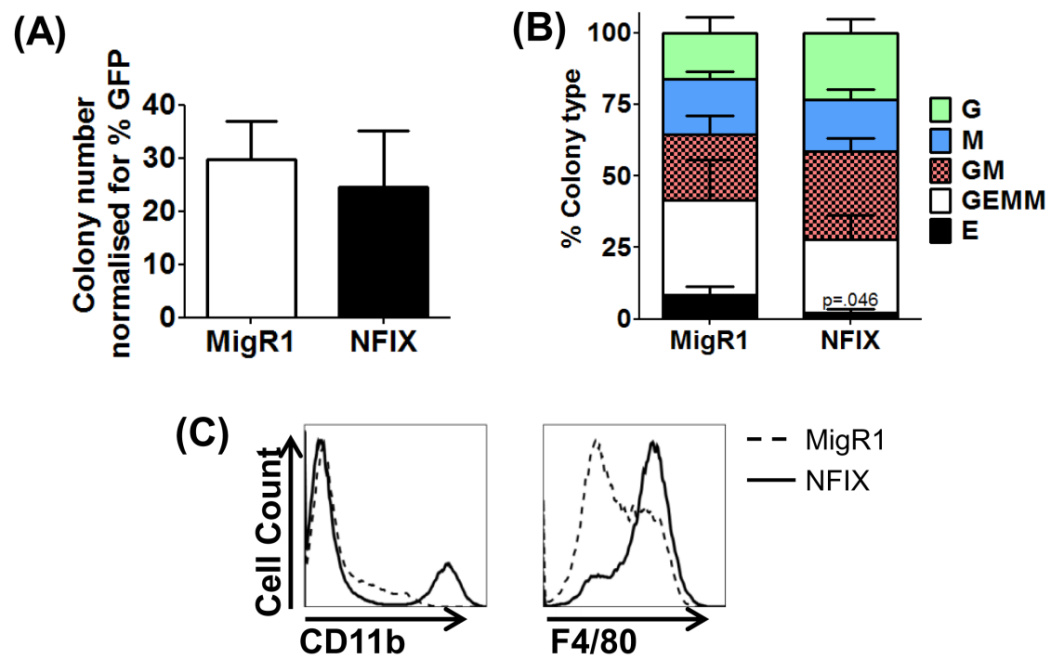 (A)
Colony number
normalised for % GFP
40
30
20
10
0
MigR1 NFIX
(B)
% Colony type
100
75
50
25
0
p=.046
MigR1 NFIX
G
M
GM
GEMM
E
(C)
Cell Count
CD11b
F4/80
MigR1
NFIX